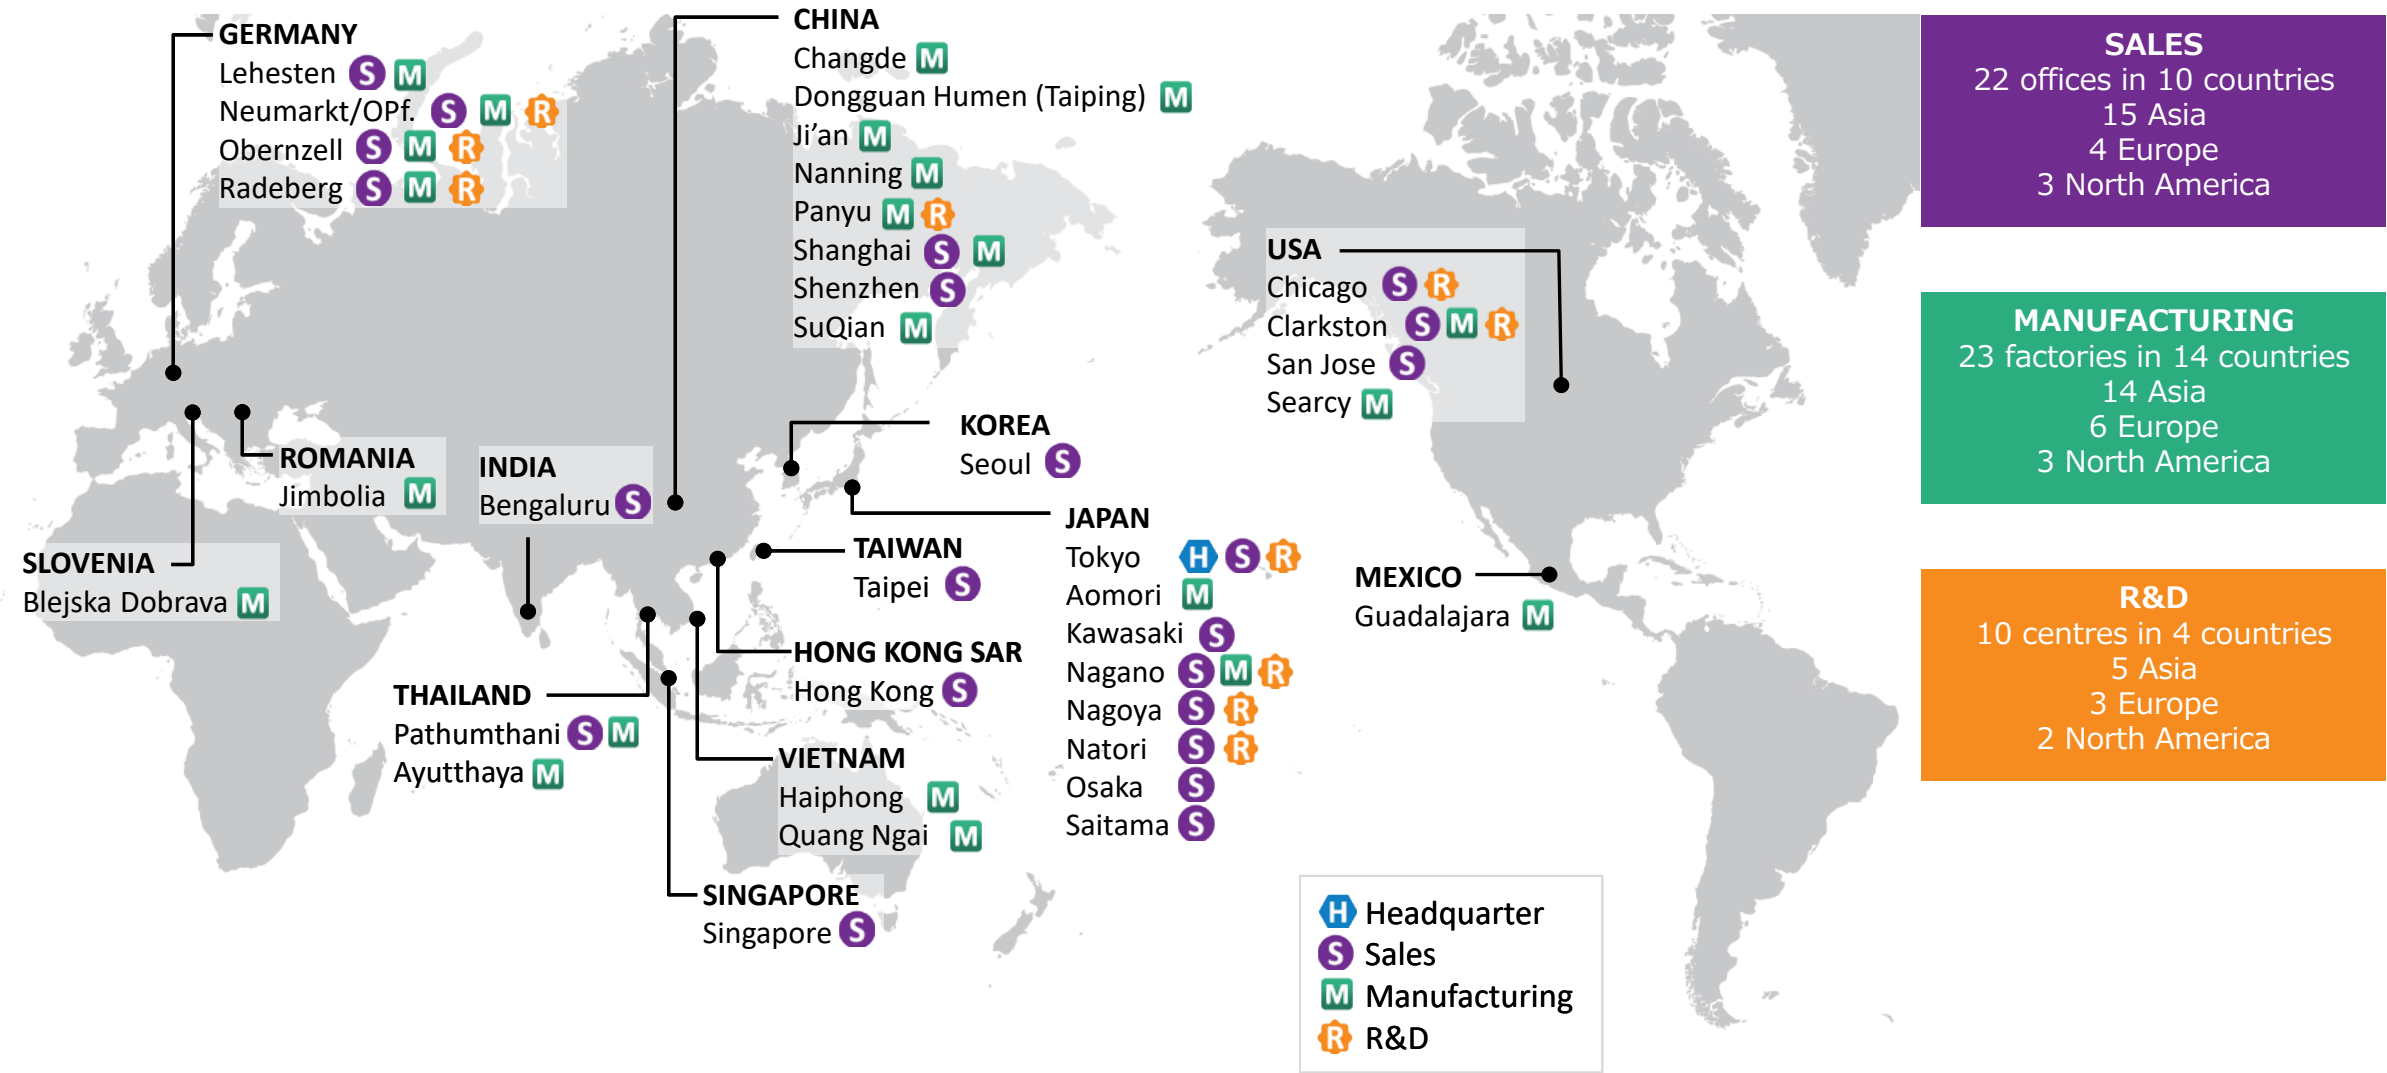 GERMANY
Lehesten S M
Neumarkt/OPf. S M R
Obernzell S M R
Radeberg S M R
CHINA
Changde M
Dongguan Humen (Taiping) M
Ji’an M
Nanning M
Panyu M R
Shanghai S M
Shenzhen S
SuQian M
USA
Chicago S R
Clarkston S M R
San Jose S
Searcy M
KOREA
Seoul S
ROMANIA
Jimbolia M
INDIA
Bengaluru S
SLOVENIA
Blejska Dobrava M
JAPAN
Tokyo H S R
Aomori M
Kawasaki S
Nagano S M R
Nagoya S R
Natori S R
Osaka S
Saitama S
TAIWAN
Taipei S
MEXICO
Guadalajara M
HONG KONG SAR
Hong Kong S
THAILAND
Pathumthani S M
Ayutthaya M
VIETNAM
Haiphong M
Quang Ngai M
SINGAPORE
Singapore S
H Headquarter
S Sales
M Manufacturing
R R&D
SALES
22 offices in 10 countries
15 Asia
4 Europe
3 North America
MANUFACTURING
23 factories in 14 countries
14 Asia
6 Europe
3 North America
R&D
10 centres in 4 countries
5 Asia
3 Europe
2 North America